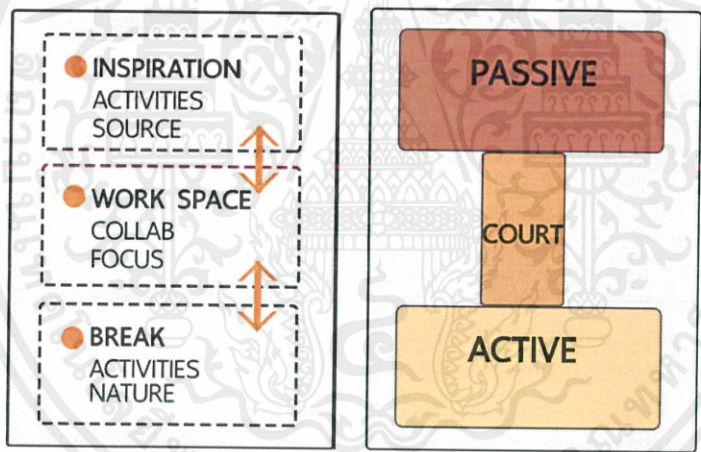 INSPIRATION
ACTIVITIES
SOURCE
WORK SPACE
COLLAB
FOCUS
BREAK
ACTIVITIES
NATURE
PASSIVE
COURT
ACTIVE